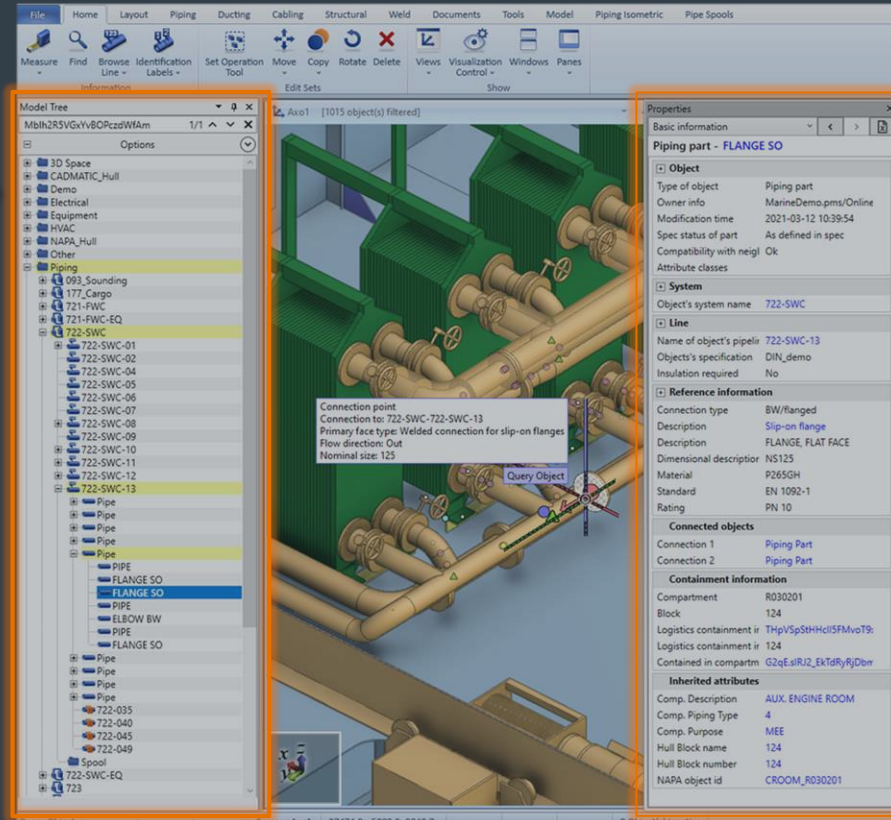 File Home Layout Piping Ducting Cabling Structural Weld Documents Tools Model Piping Isometric Pipe Spools
Measure Find Browse Line Identification Labels Set Operation Tool Move Copy Rotate Delete Views Visualization Control Windows Panes
Information Edit Sets Show
Model Tree
MbIh2R5VGxYvBOPczdWfAm 1/1
Options
3D Space
CADMATIC_Hull
Demo
Electrical
Equipment
HVAC
NAPA_Hull
Other
Piping
093_Sounding
177_Cargo
721-FWC
721-FWC-EQ
722-SWC
722-SWC-01
722-SWC-02
722-SWC-04
722-SWC-05
722-SWC-06
722-SWC-07
722-SWC-08
722-SWC-09
722-SWC-10
722-SWC-11
722-SWC-12
722-SWC-13
Pipe
Pipe
Pipe
Pipe
Pipe
PIPE
FLANGE SO
FLANGE SO
PIPE
ELBOW BW
PIPE
FLANGE SO
Pipe
Pipe
Pipe
Pipe
722-035
722-040
722-045
722-049
Spool
722-SWC-EQ
723
Axo1 [1015 object(s) filtered]
Connection point
Connection to: 722-SWC-722-SWC-13
Primary face type: Welded connection for slip-on flanges
Flow direction: Out
Nominal size: 125
Query Object
x z
y
Properties
Basic information
Piping part - FLANGE SO
Object
Type of object Piping part
Owner info MarineDemo.pms/Online
Modification time 2021-03-12 10:39:54
Spec status of part As defined in spec
Compatibility with neigl Ok
Attribute classes
System
Object's system name 722-SWC
Line
Name of object's pipelin 722-SWC-13
Objects's specification DIN_demo
Insulation required No
Reference information
Connection type BW/flanged
Description Slip-on flange
Description FLANGE, FLAT FACE
Dimensional descriptior NS125
Material P265GH
Standard EN 1092-1
Rating PN 10
Connected objects
Connection 1 Piping Part
Connection 2 Piping Part
Containment information
Compartment R030201
Block 124
Logistics containment ir
Logistics containment ir 124
Contained in compartm
Inherited attributes
Comp. Description AUX. ENGINE ROOM
Comp. Piping Type 4
Comp. Purpose MEE
Hull Block name 124
Hull Block number 124
NAPA object id CROOM_R030201